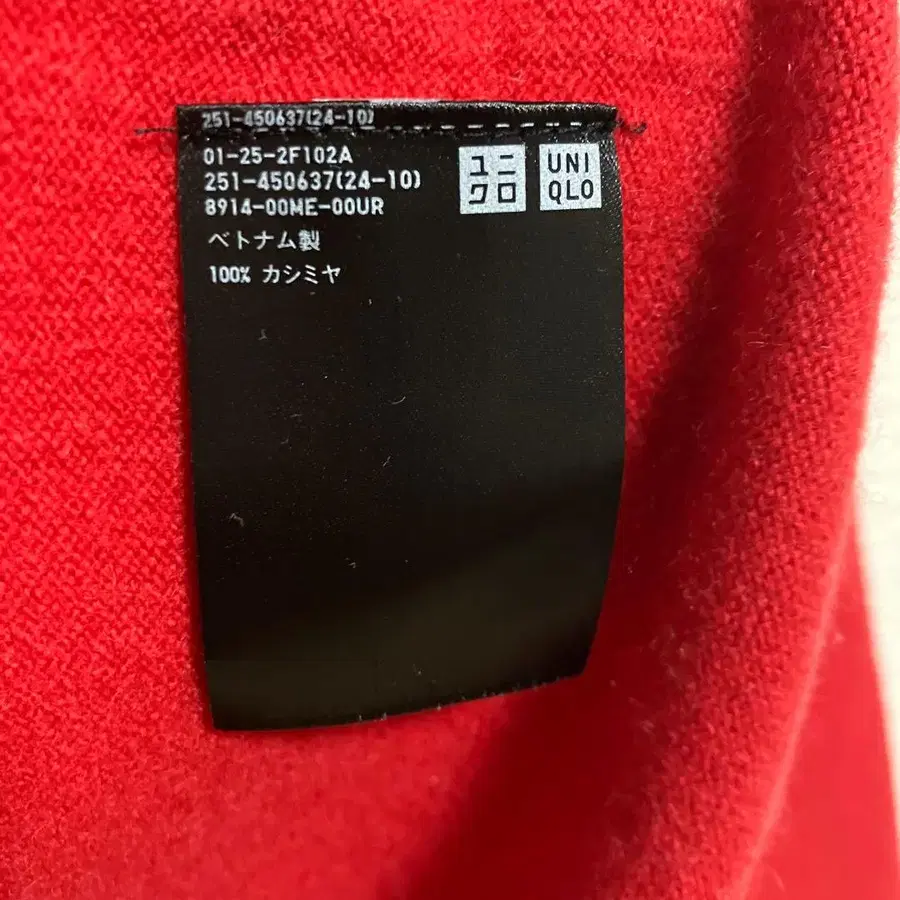 251-450637(24-10)
01-25-2F102A
251-450637(24-10)
8914-00ME-00UR
ベトナム製
100% カシミヤ
ユニ
クロ
UNI
QLO